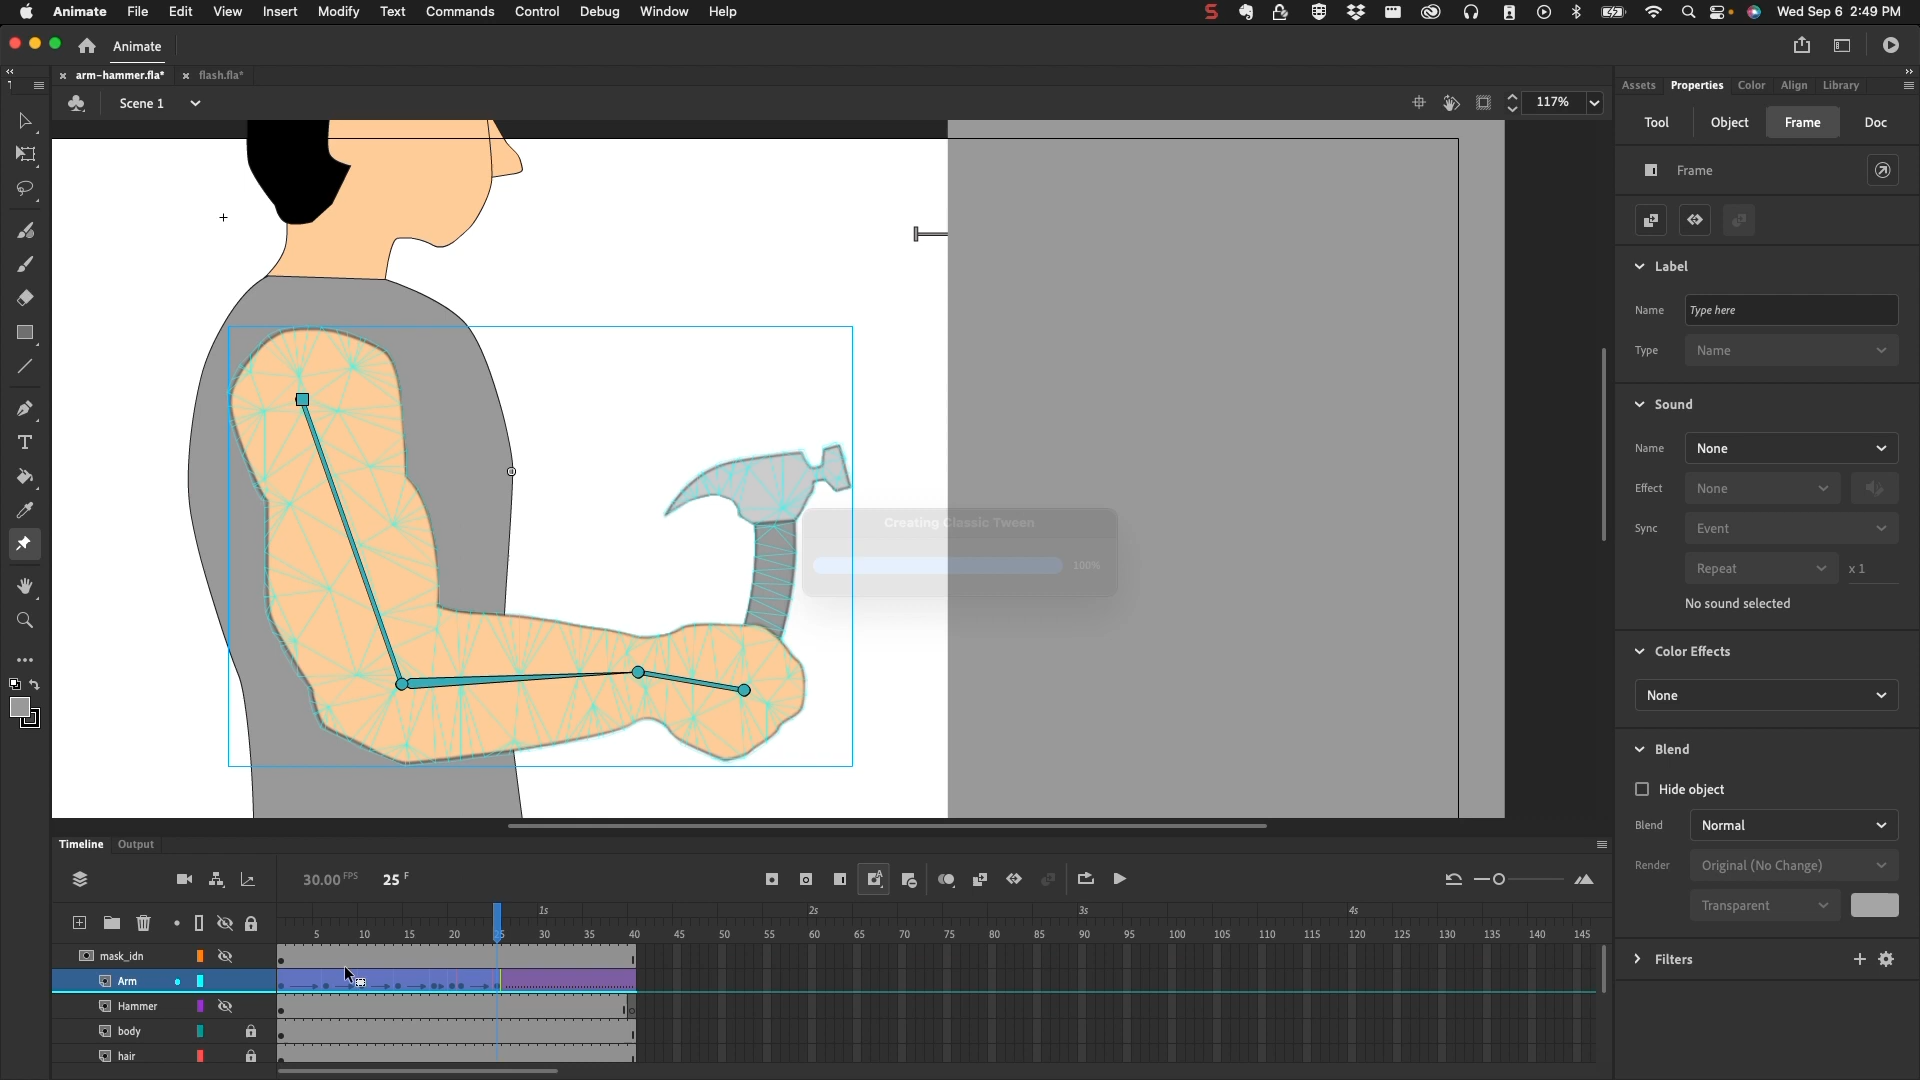 Animate File Edit View Insert Modify Text Commands Control Debug Window Help
Wed Sep 6 2:49 PM
Animate
arm-hammer.fla*
flash.fla*
Scene 1
117%
Assets Properties Color Align Library
Tool Object Frame Doc
Frame
Label
Name Type here
Type Name
Sound
Name None
Effect None
Sync Event
Repeat x 1
No sound selected
Color Effects
None
Blend
Hide object
Blend Normal
Render Original (No Change)
Transparent
Filters
Creating Classic Tween
100%
Timeline Output
30.00 FPS 25 F
1s 2s 3s 4s
5 10 15 20 25 30 35 40 45 50 55 60 65 70 75 80 85 90 95 100 105 110 115 120 125 130 135 140 145
mask_idn
Arm
Hammer
body
hair